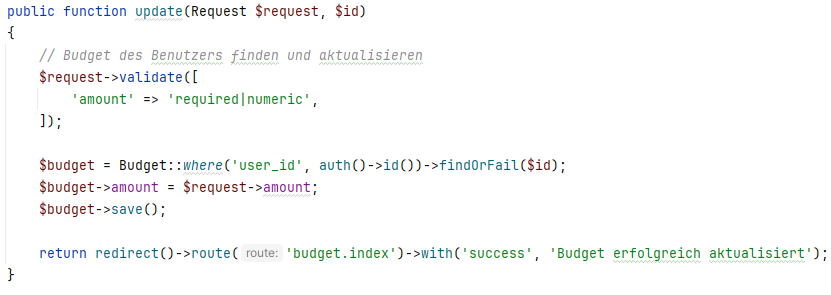 public function update(Request $request, $id)
{
    // Budget des Benutzers finden und aktualisieren
    $request->validate([
        'amount' => 'required|numeric',
    ]);

    $budget = Budget::where('user_id', auth()->id())->findOrFail($id);
    $budget->amount = $request->amount;
    $budget->save();

    return redirect()->route( route: 'budget.index')->with('success', 'Budget erfolgreich aktualisiert');
}